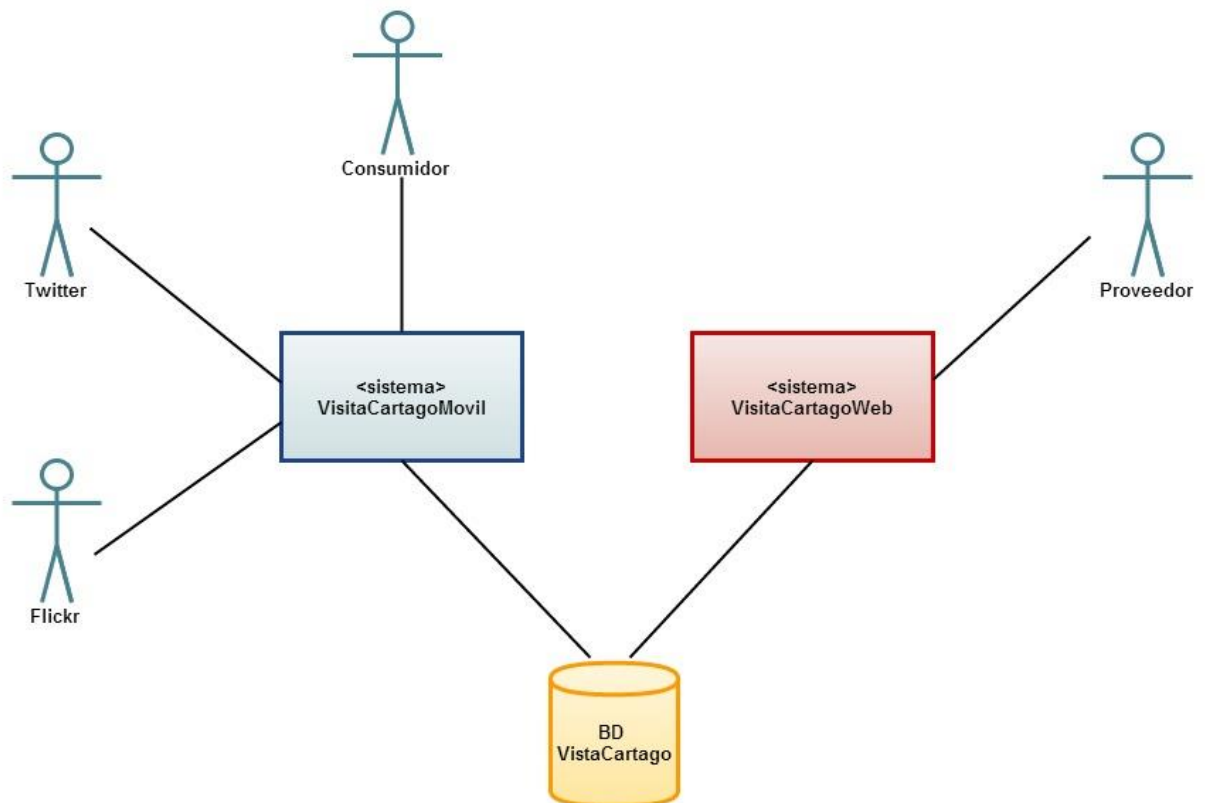 Consumidor
Twitter
Proveedor
<sistema>
VisitaCartagoMovil
<sistema>
VisitaCartagoWeb
Flickr
BD
VistaCartago